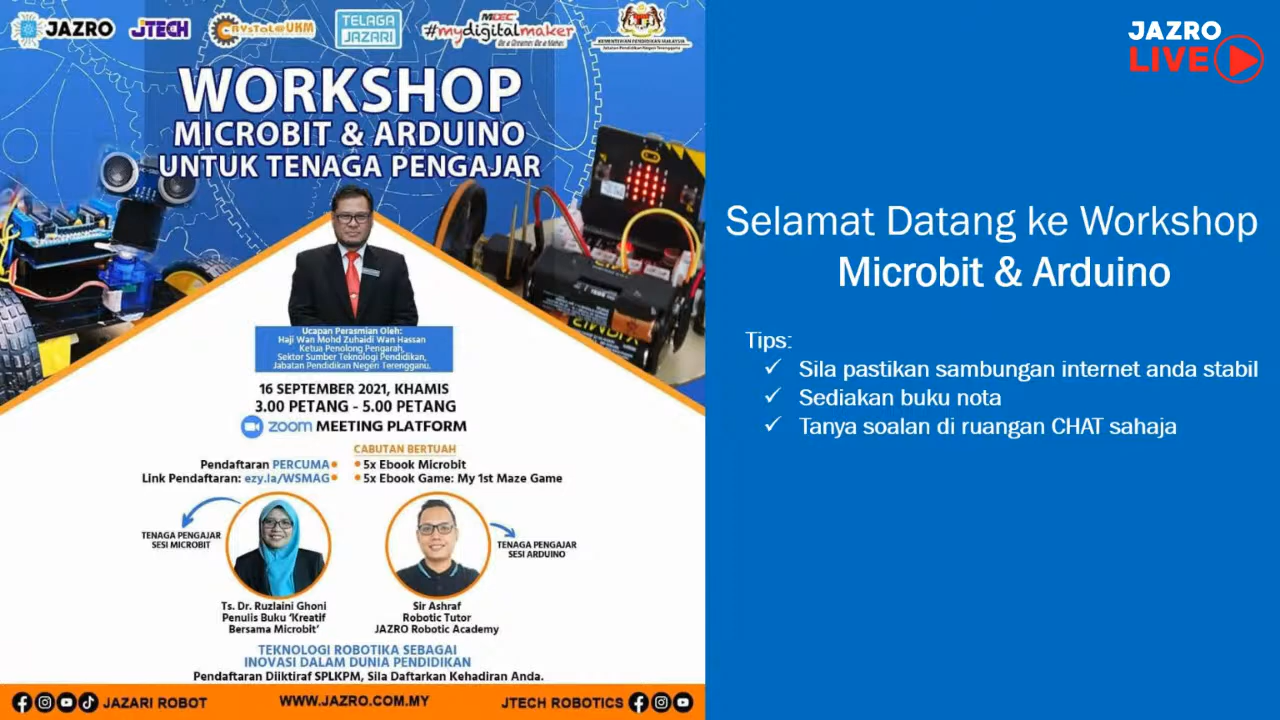 JAZRO
JTECH
CRYSTAL@UKM
TELAGA
JAZARI
MDEC
#mydigitalmaker
Be a Dreamer. Be a Maker.
KEMENTERIAN PENDIDIKAN MALAYSIA
Jabatan Pendidikan Negeri Terengganu
WORKSHOP
MICROBIT & ARDUINO
UNTUK TENAGA PENGAJAR
Ucapan Perasmian Oleh:
Haji Wan Mohd Zuhaidi Wan Hassan
Ketua Penolong Pengarah,
Sektor Sumber Teknologi Pendidikan,
Jabatan Pendidikan Negeri Terengganu.
16 SEPTEMBER 2021, KHAMIS
3.00 PETANG - 5.00 PETANG
zoom MEETING PLATFORM
Pendaftaran PERCUMA
Link Pendaftaran: ezy.la/WSMAG
CABUTAN BERTUAH
5x Ebook Microbit
5x Ebook Game: My 1st Maze Game
TENAGA PENGAJAR
SESI MICROBIT
TENAGA PENGAJAR
SESI ARDUINO
Ts. Dr. Ruzlaini Ghoni
Penulis Buku ‘Kreatif
Bersama Microbit’
Sir Ashraf
Robotic Tutor
JAZRO Robotic Academy
TEKNOLOGI ROBOTIKA SEBAGAI
INOVASI DALAM DUNIA PENDIDIKAN
Pendaftaran Diiktiraf SPLKPM, Sila Daftarkan Kehadiran Anda.
JAZARI ROBOT
WWW.JAZRO.COM.MY
JTECH ROBOTICS
JAZRO
LIVE
Selamat Datang ke Workshop
Microbit & Arduino
Tips:
✓ Sila pastikan sambungan internet anda stabil
✓ Sediakan buku nota
✓ Tanya soalan di ruangan CHAT sahaja